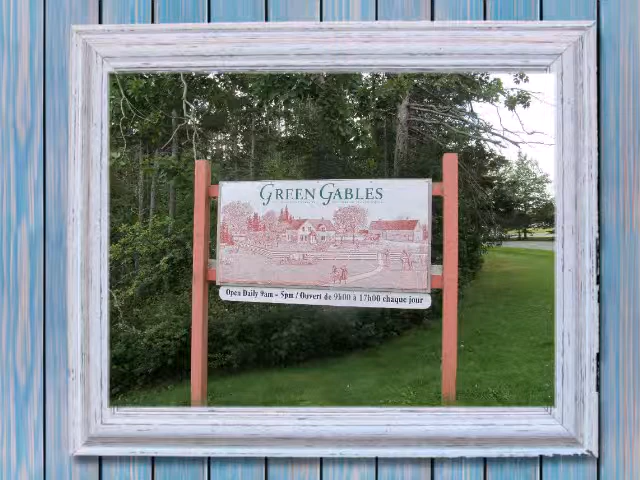 GREEN GABLES
Open Daily 9am - 5pm / Ouvert de 9h00 à 17h00 chaque jour